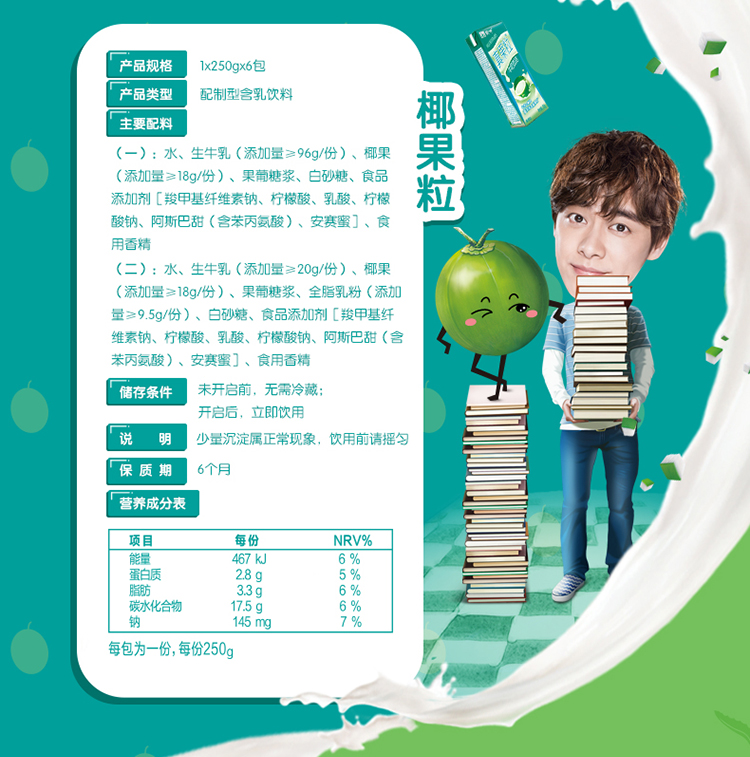 产品规格 1x250gx6包
产品类型 配制型含乳饮料
主要配料
（一）：水、生牛乳（添加量≥96g/份）、椰果
（添加量≥18g/份）、果葡糖浆、白砂糖、食品
添加剂［羧甲基纤维素钠、柠檬酸、乳酸、柠檬
酸钠、阿斯巴甜（含苯丙氨酸）、安赛蜜］、食
用香精
（二）：水、生牛乳（添加量≥20g/份）、椰果
（添加量≥18g/份）、果葡糖浆、全脂乳粉（添加
量≥9.5g/份）、白砂糖、食品添加剂［羧甲基纤
维素钠、柠檬酸、乳酸、柠檬酸钠、阿斯巴甜（含
苯丙氨酸）、安赛蜜］、食用香精
储存条件 未开启前，无需冷藏；
开启后，立即饮用
说 明 少量沉淀属正常现象，饮用前请摇匀
保 质 期 6个月
营养成分表
项目 每份 NRV%
能量 467 kJ 6 %
蛋白质 2.8 g 5 %
脂肪 3.3 g 6 %
碳水化合物 17.5 g 6 %
钠 145 mg 7 %
每包为一份，每份250g
椰果粒